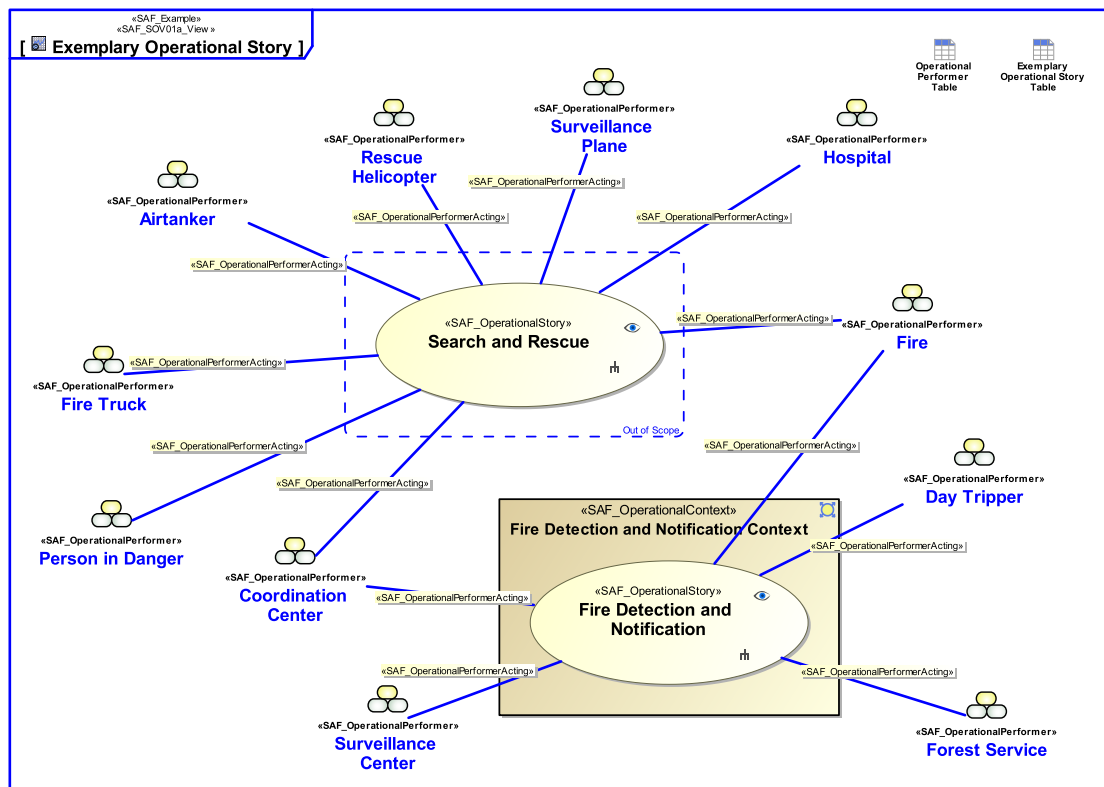 «SAF_Example»
«SAF_SOV01a_View»
[ Exemplary Operational Story ]
Operational
Performer
Table
Exemplary
Operational Story
Table
«SAF_OperationalPerformer»
Surveillance
Plane
«SAF_OperationalPerformer»
Rescue
Helicopter
«SAF_OperationalPerformer»
Hospital
«SAF_OperationalPerformerActing»
«SAF_OperationalPerformer»
Airtanker
«SAF_OperationalPerformerActing»
«SAF_OperationalPerformerActing»
«SAF_OperationalPerformerActing»
«SAF_OperationalStory»
Search and Rescue
«SAF_OperationalPerformerActing»
«SAF_OperationalPerformer»
Fire
«SAF_OperationalPerformerActing»
«SAF_OperationalPerformer»
Fire Truck
Out of Scope
«SAF_OperationalPerformerActing»
«SAF_OperationalPerformerActing»
«SAF_OperationalPerformerActing»
«SAF_OperationalPerformer»
Day Tripper
«SAF_OperationalContext»
Fire Detection and Notification Context
«SAF_OperationalPerformer»
Person in Danger
«SAF_OperationalPerformerActing»
«SAF_OperationalPerformer»
Coordination
Center
«SAF_OperationalPerformerActing»
«SAF_OperationalStory»
Fire Detection and
Notification
«SAF_OperationalPerformerActing»
«SAF_OperationalPerformerActing»
«SAF_OperationalPerformer»
Surveillance
Center
«SAF_OperationalPerformer»
Forest Service